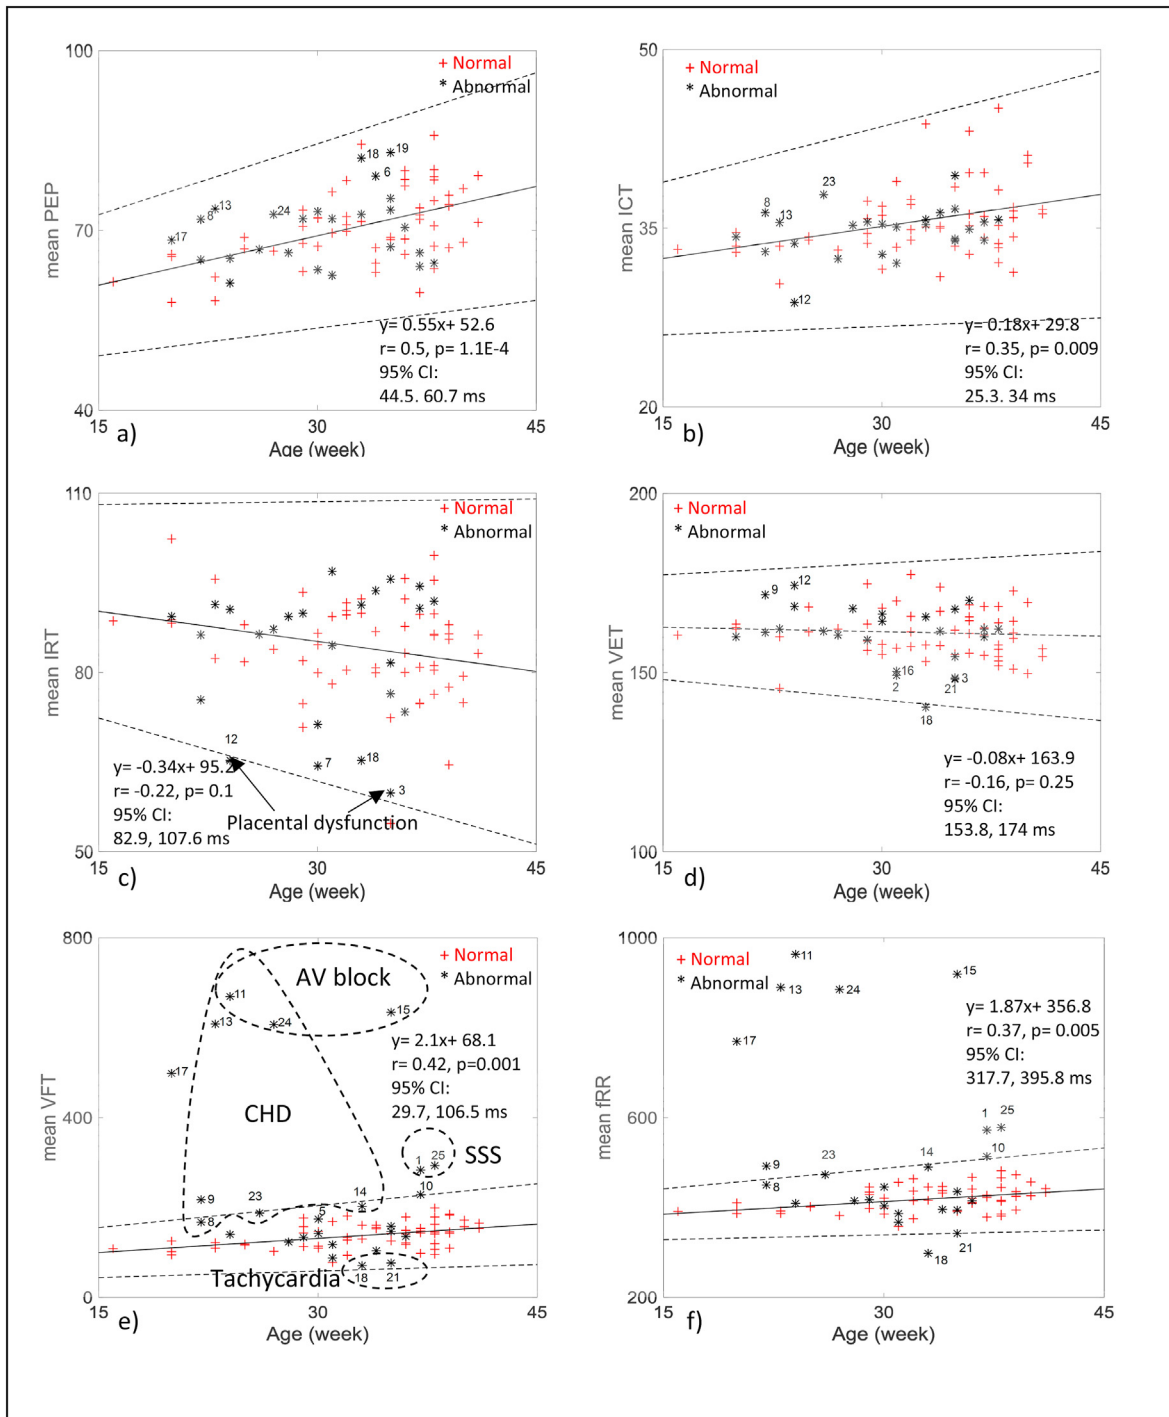 100
+ Normal
* Abnormal
18
19
6
13
8
24
17
70
mean PEP
y= 0.55x+ 52.6
r= 0.5, p= 1.1E-4
95% CI:
44.5, 60.7 ms
40
15
30
45
a)
Age (week)
50
+ Normal
* Abnormal
23
8
13
35
mean ICT
12
y= 0.18x+ 29.8
r= 0.35, p= 0.009
95% CI:
25.3, 34 ms
20
15
30
45
b)
Age (week)
110
+ Normal
* Abnormal
80
mean IRT
12
7
18
3
y= -0.34x+ 95.2
r= -0.22, p= 0.1
95% CI:
82.9, 107.6 ms
Placental dysfunction
50
15
30
45
c)
Age (week)
200
+ Normal
* Abnormal
9
12
150
mean VET
16
2
3
21
18
y= -0.08x+ 163.9
r= -0.16, p= 0.25
95% CI:
153.8, 174 ms
100
15
30
45
d)
Age (week)
800
+ Normal
* Abnormal
AV block
11
13
24
15
17
y= 2.1x+ 68.1
r= 0.42, p=0.001
95% CI:
29.7, 106.5 ms
400
mean VFT
CHD
SSS
1
25
10
9
23
14
8
5
Tachycardia
18
21
0
15
30
45
e)
Age (week)
1000
+ Normal
* Abnormal
11
13
24
15
17
y= 1.87x+ 356.8
r= 0.37, p= 0.005
95% CI:
317.7, 395.8 ms
600
mean fRR
1
25
10
9
23
14
8
21
18
200
15
30
45
f)
Age (week)